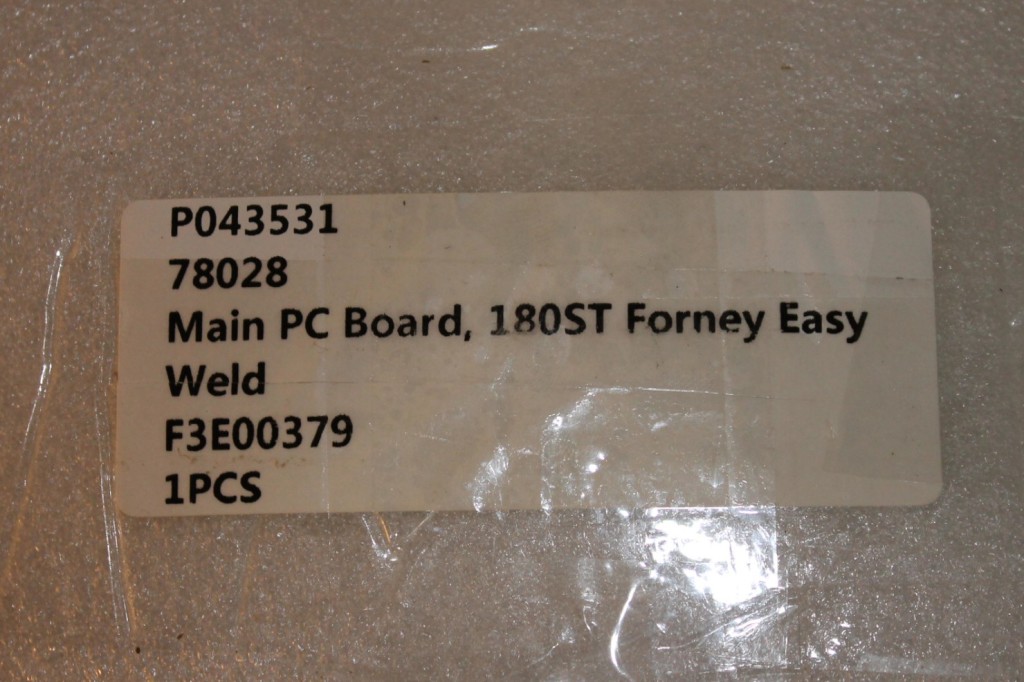 P043531
78028
Main PC Board, 180ST Forney Easy
Weld
F3E00379
1PCS